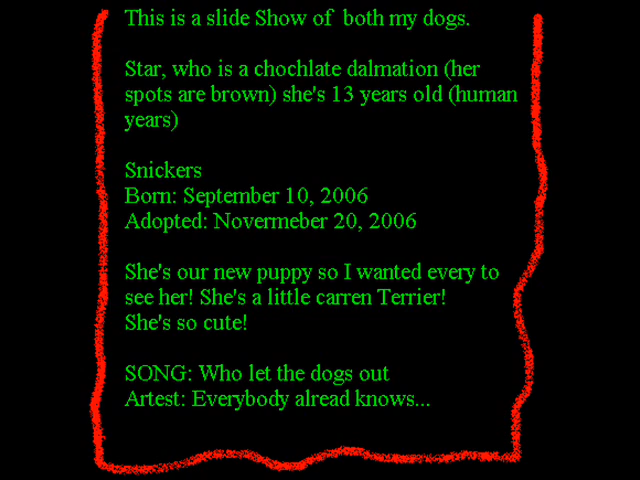 This is a slide Show of  both my dogs.
Star, who is a chochlate dalmation (her
spots are brown) she's 13 years old (human
years)
Snickers
Born: September 10, 2006
Adopted: Novermeber 20, 2006
She's our new puppy so I wanted every to
see her! She's a little carren Terrier!
She's so cute!
SONG: Who let the dogs out
Artest: Everybody alread knows...